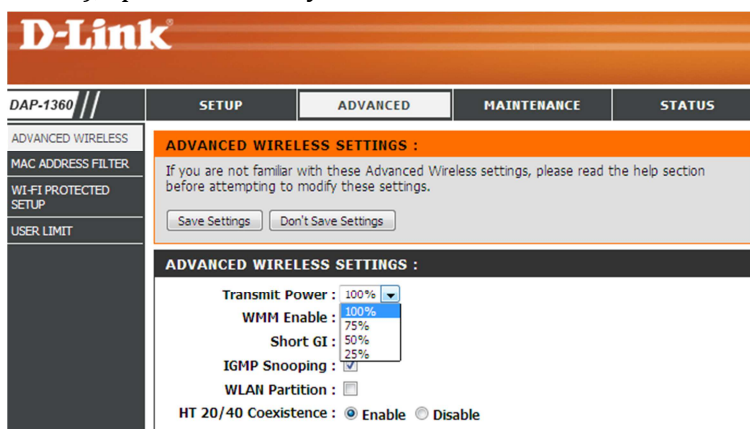 D-Link
DAP-1360
SETUP
ADVANCED
MAINTENANCE
STATUS
ADVANCED WIRELESS
MAC ADDRESS FILTER
WI-FI PROTECTED
SETUP
USER LIMIT
ADVANCED WIRELESS SETTINGS :
If you are not familiar with these Advanced Wireless settings, please read the help section
before attempting to modify these settings.
Save Settings Don't Save Settings
ADVANCED WIRELESS SETTINGS :
Transmit Power : 100%
100%
75%
50%
25%
WMM Enable :
Short GI :
IGMP Snooping :
WLAN Partition :
HT 20/40 Coexistence : Enable Disable